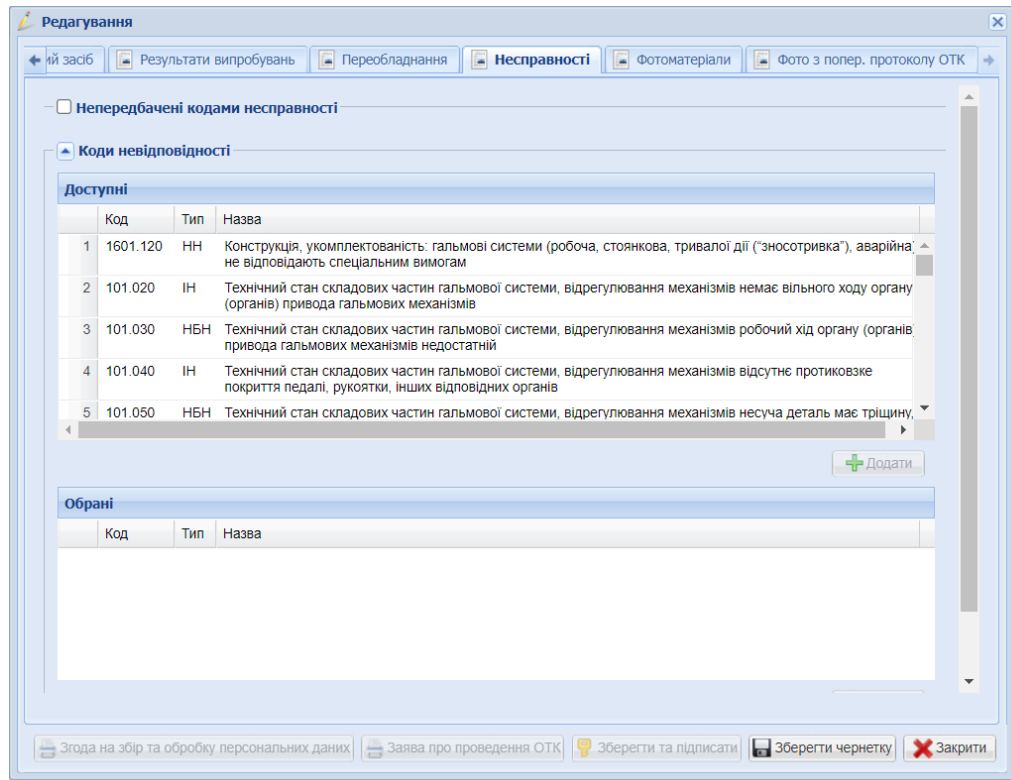 Редагування
ий засіб
Результати випробувань
Переобладнання
Несправності
Фотоматеріали
Фото з попер. протоколу ОТК
Непередбачені кодами несправності
Коди невідповідності
Доступні
Код Тип Назва
1 1601.120 НН Конструкція, укомплектованість: гальмові системи (робоча, стоянкова, тривалої дії (“зносотривка”), аварійна)
не відповідають спеціальним вимогам
2 101.020 ІН Технічний стан складових частин гальмової системи, відрегулювання механізмів немає вільного ходу органу
(органів) привода гальмових механізмів
3 101.030 НБН Технічний стан складових частин гальмової системи, відрегулювання механізмів робочий хід органу (органів)
привода гальмових механізмів недостатній
4 101.040 ІН Технічний стан складових частин гальмової системи, відрегулювання механізмів відсутнє протиковзке
покриття педалі, рукоятки, інших відповідних органів
5 101.050 НБН Технічний стан складових частин гальмової системи, відрегулювання механізмів несуча деталь має тріщину,
Додати
Обрані
Код Тип Назва
Згода на збір та обробку персональних даних
Заява про проведення ОТК
Зберегти та підписати
Зберегти чернетку
Закрити